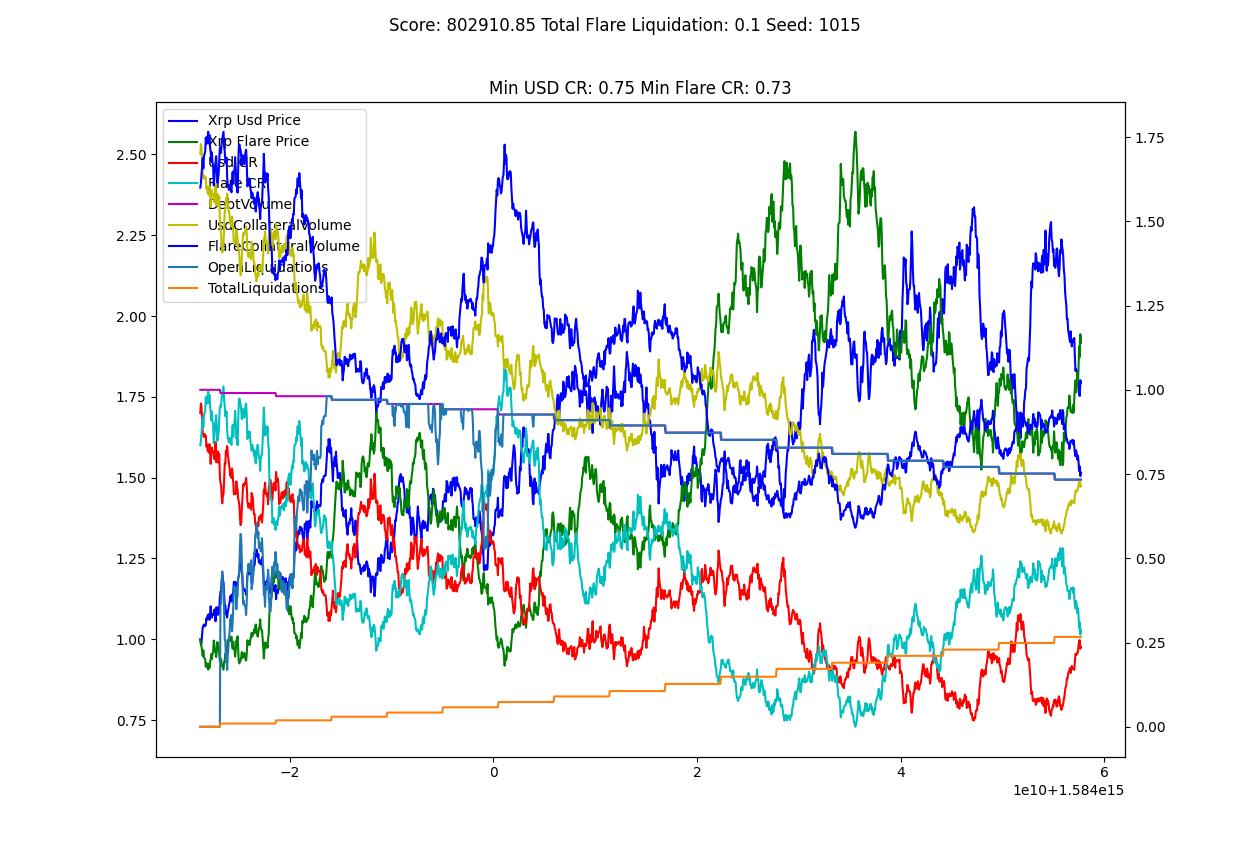 Score: 802910.85 Total Flare Liquidation: 0.1 Seed: 1015
Min USD CR: 0.75 Min Flare CR: 0.73
Xrp Usd Price
Xrp Flare Price
Usd CR
Flare CR
DebtVolume
UsdCollateralVolume
FlareCollateralVolume
OpenLiquidations
TotalLiquidations
2.50
2.25
2.00
1.75
1.50
1.25
1.00
0.75
1.75
1.50
1.25
1.00
0.75
0.50
0.25
0.00
−2
0
2
4
6
1e10+1.584e15